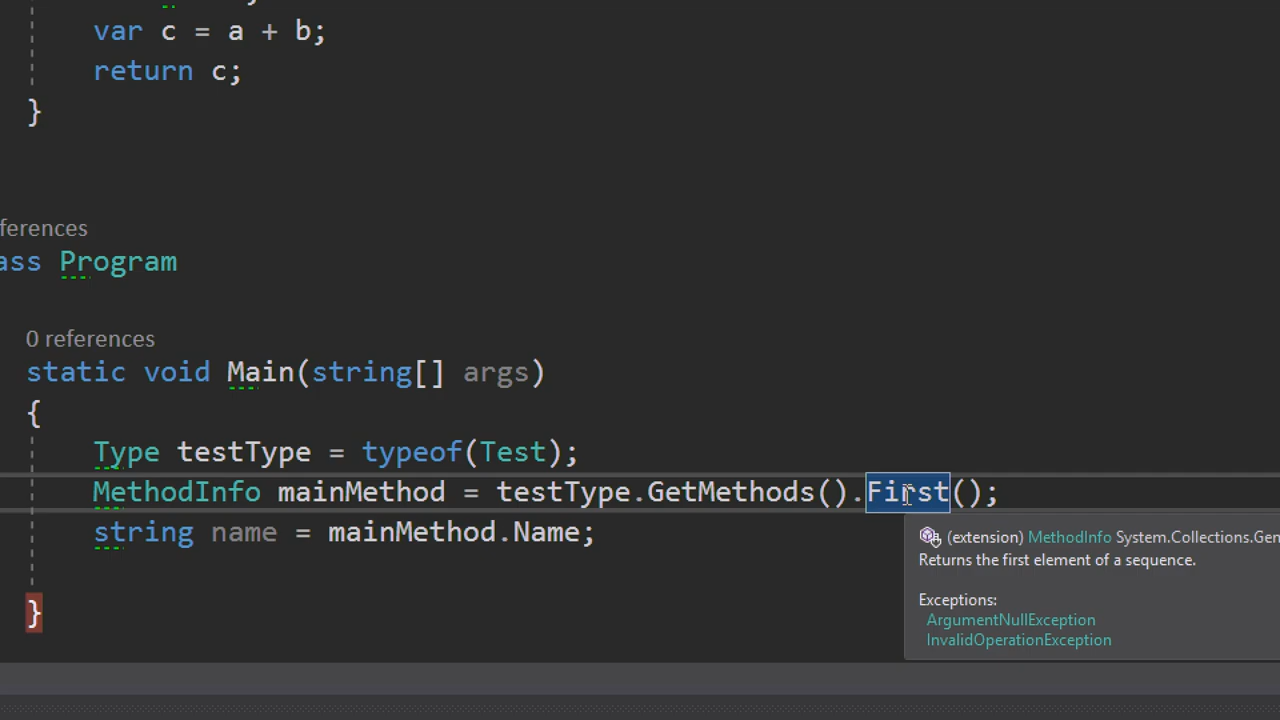 var c = a + b;
return c;
}
ferences
ass Program
0 references
static void Main(string[] args)
{
Type testType = typeof(Test);
MethodInfo mainMethod = testType.GetMethods().First();
string name = mainMethod.Name;
(extension) MethodInfo System.Collections.Gen
Returns the first element of a sequence.
Exceptions:
ArgumentNullException
InvalidOperationException
}